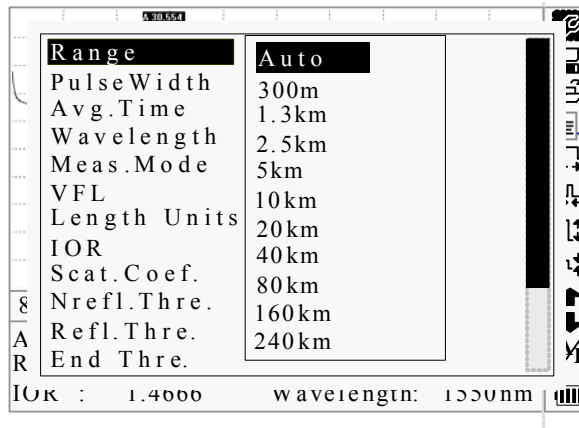 A 30.554
Range
PulseWidth
Avg.Time
Wavelength
Meas.Mode
VFL
Length Units
IOR
Scat.Coef.
Nrefl.Thre.
Refl.Thre.
End Thre.
Auto
300m
1.3km
2.5km
5km
10km
20km
40km
80km
160km
240km
8
A
R
IOR : 1.4666 Wavelength: 1550nm